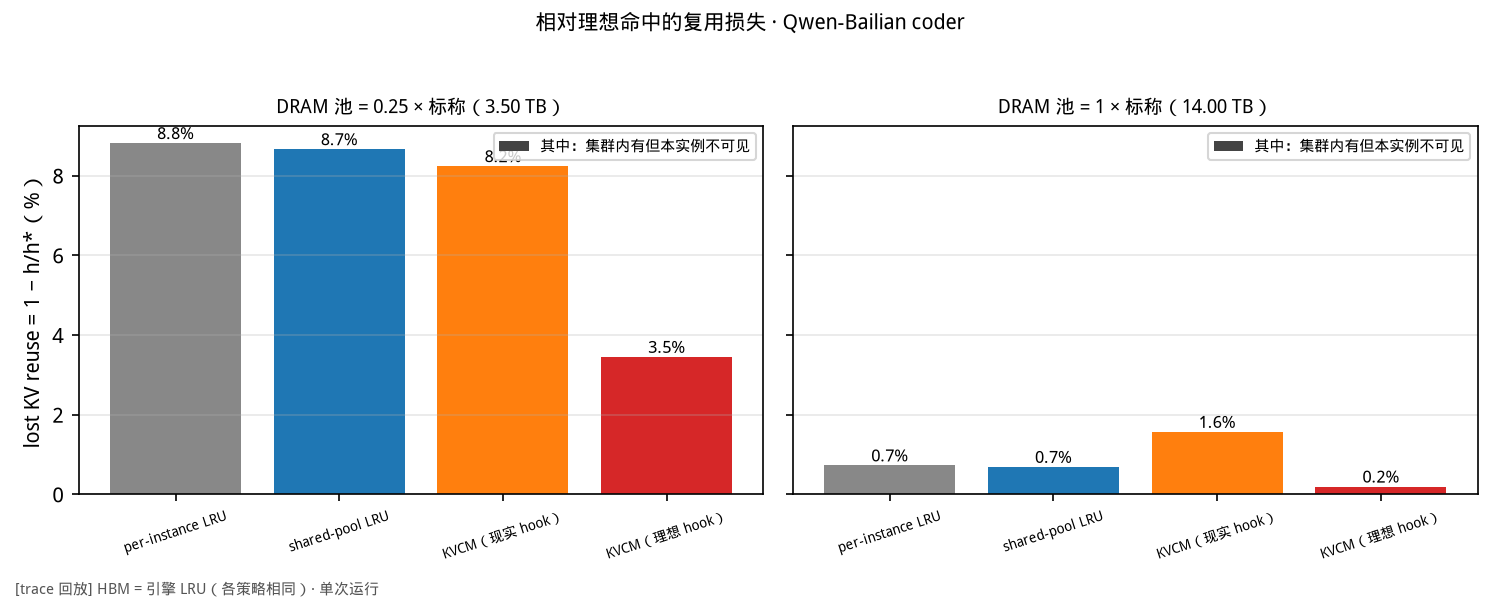 相对理想命中的复用损失 · Qwen-Bailian coder
DRAM 池 = 0.25 × 标称（3.50 TB）
lost KV reuse = 1 − h/h*（%）
8
6
4
2
0
8.8%
8.7%
8.2%
3.5%
其中：集群内有但本实例不可见
per-instance LRU
shared-pool LRU
KVCM（现实 hook）
KVCM（理想 hook）
DRAM 池 = 1 × 标称（14.00 TB）
其中：集群内有但本实例不可见
0.7%
0.7%
1.6%
0.2%
per-instance LRU
shared-pool LRU
KVCM（现实 hook）
KVCM（理想 hook）
[trace 回放] HBM = 引擎 LRU（各策略相同）· 单次运行